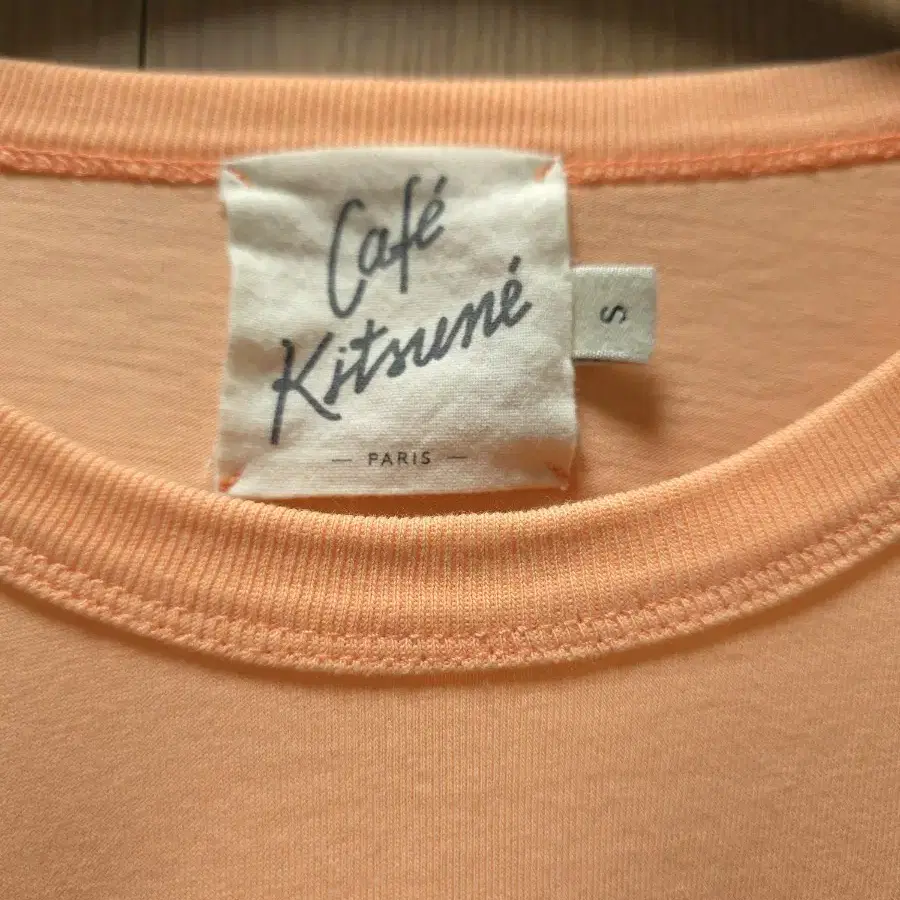 Café
Kitsuné
— PARIS —
S